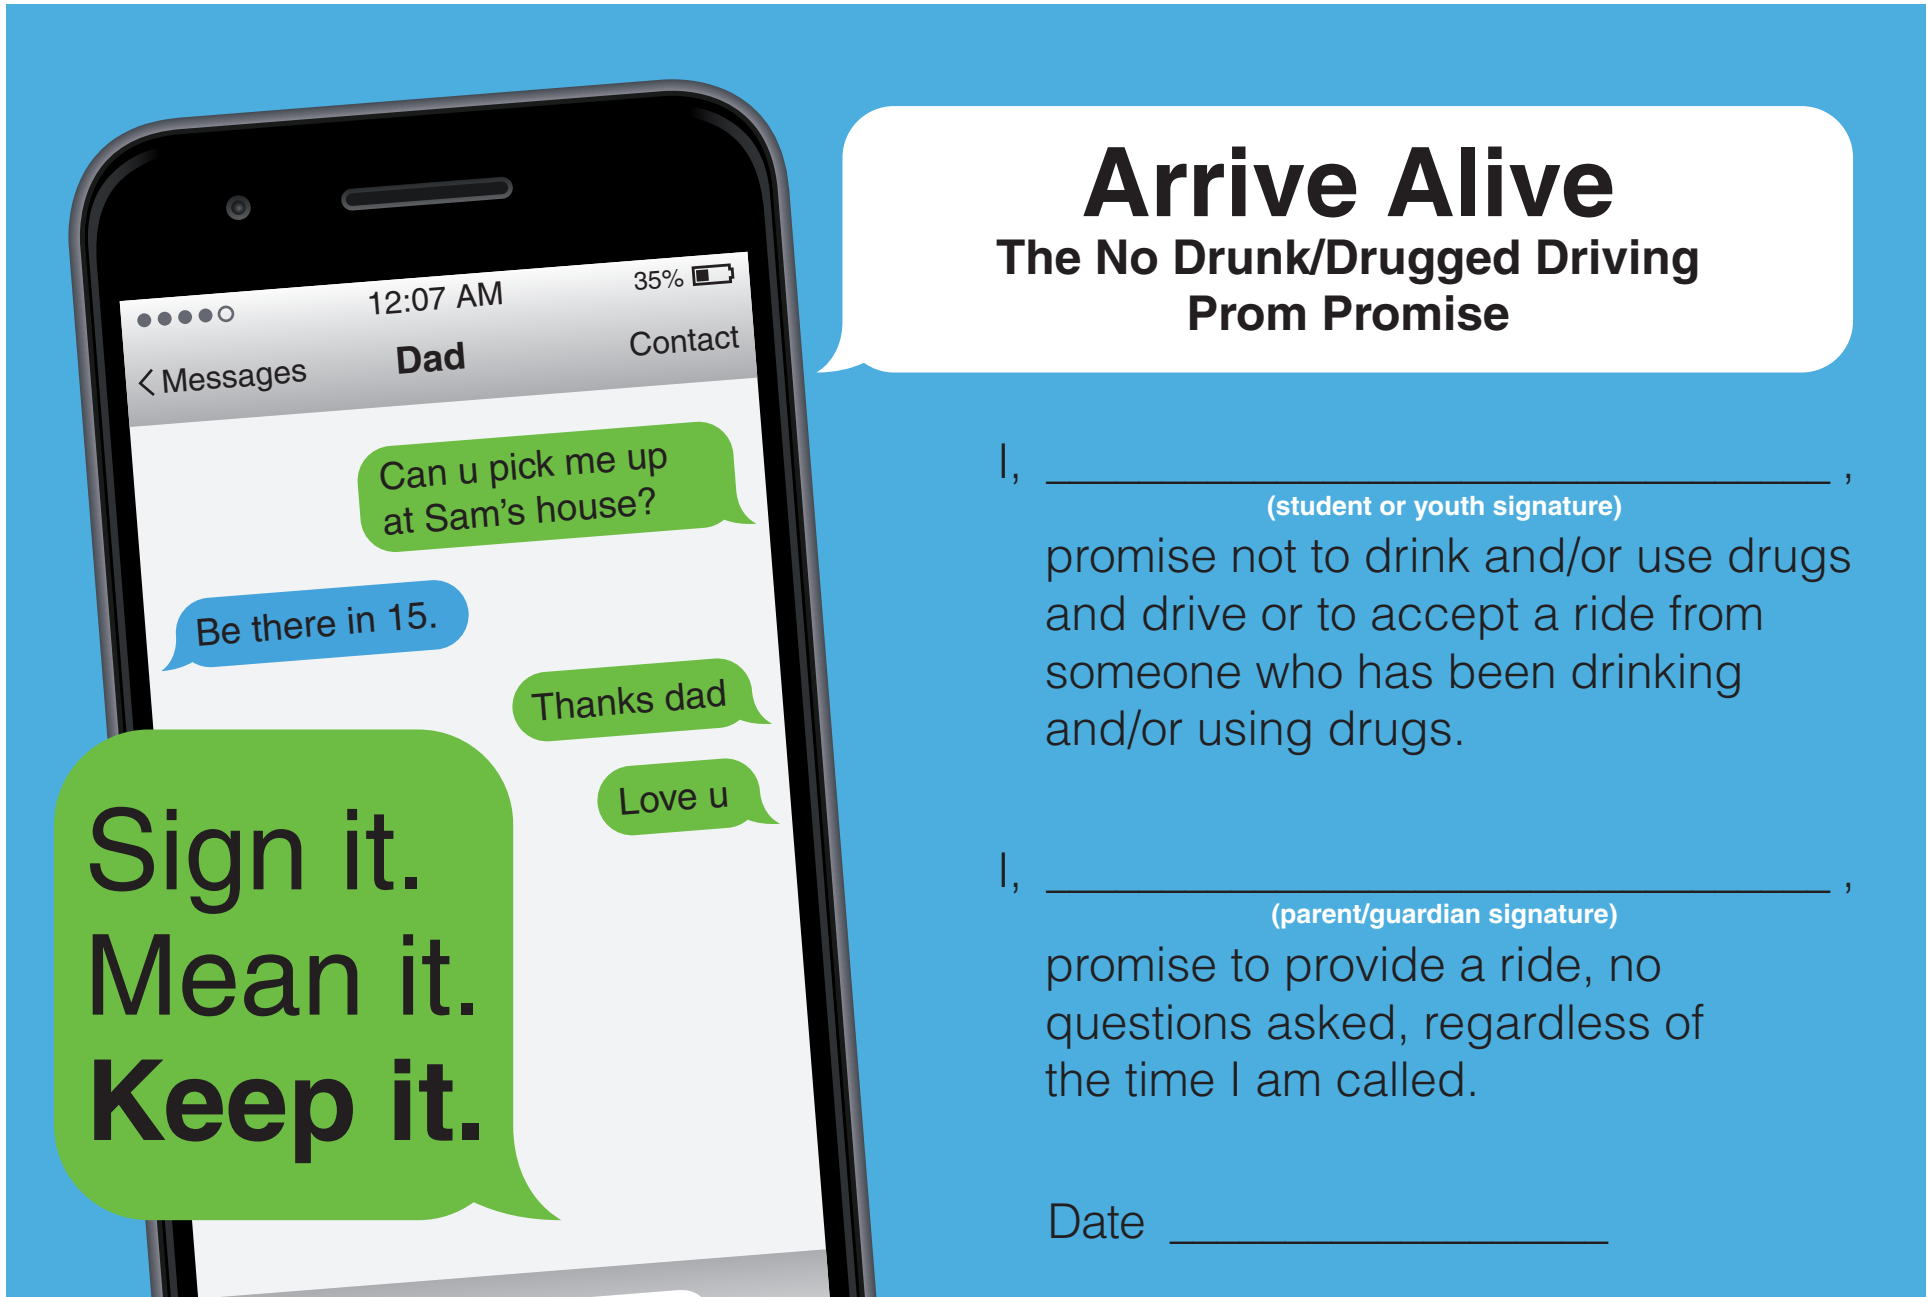 12:07 AM
35%
Messages
Dad
Contact
Can u pick me up
at Sam's house?
Be there in 15.
Thanks dad
Love u
Sign it.
Mean it.
Keep it.
Arrive Alive
The No Drunk/Drugged Driving
Prom Promise
I, ,
(student or youth signature)
promise not to drink and/or use drugs
and drive or to accept a ride from
someone who has been drinking
and/or using drugs.
I, ,
(parent/guardian signature)
promise to provide a ride, no
questions asked, regardless of
the time I am called.
Date